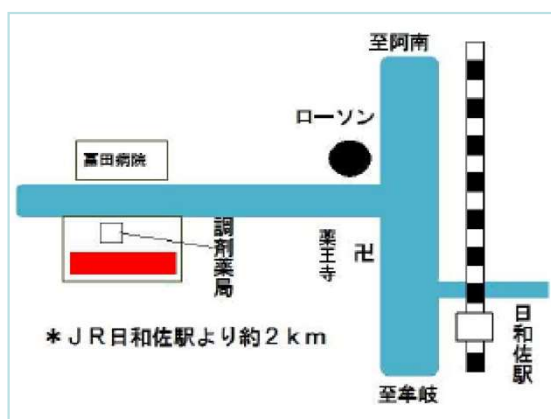 至阿南
ローソン
冨田病院
調剤薬局
薬王寺
卍
日和佐駅
*JR日和佐駅より約2km
至牟岐